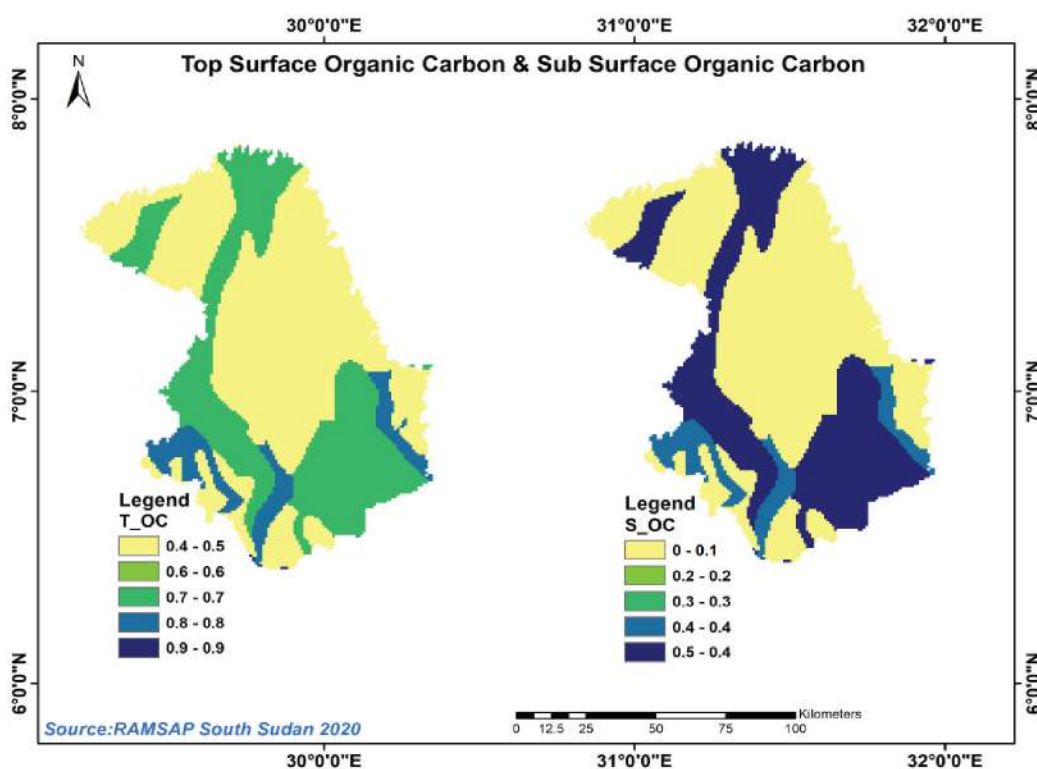 30°0'0"E 31°0'0"E 32°0'0"E
N
Top Surface Organic Carbon & Sub Surface Organic Carbon
8°0'0"N 8°0'0"N
7°0'0"N 7°0'0"N
Legend
T_OC
0.4 - 0.5
0.6 - 0.6
0.7 - 0.7
0.8 - 0.8
0.9 - 0.9
Legend
S_OC
0 - 0.1
0.2 - 0.2
0.3 - 0.3
0.4 - 0.4
0.5 - 0.4
6°0'0"N 6°0'0"N
Source:RAMSAP South Sudan 2020
Kilometers
0 12.5 25 50 75 100
30°0'0"E 31°0'0"E 32°0'0"E